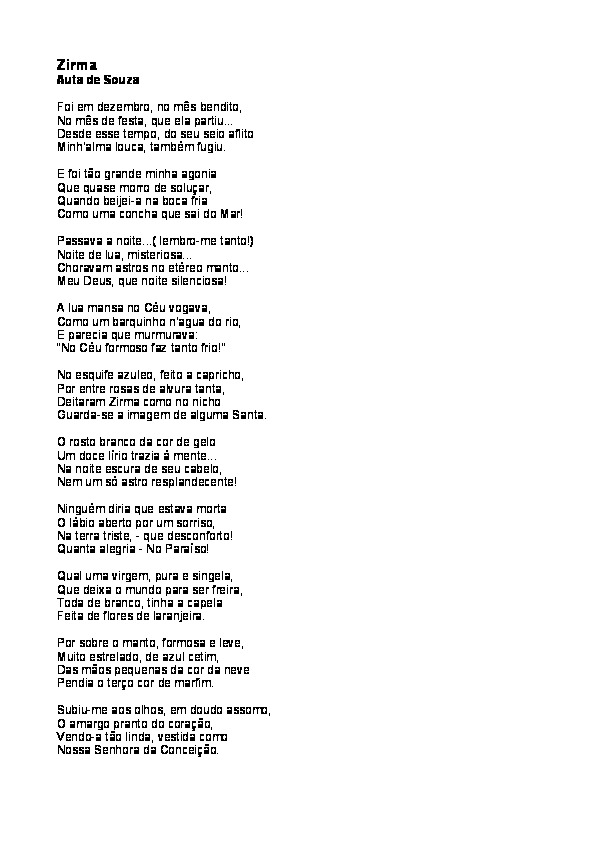 Zirma
Auta de Souza
Foi em dezembro, no mês bendito,
No mês de festa, que ela partiu...
Desde esse tempo, do seu seio aflito
Minh'alma louca, também fugiu.
E foi tão grande minha agonia
Que quase morro de soluçar,
Quando beijei-a na boca fria
Como uma concha que sai do Mar!
Passava a noite...( lembro-me tanto!)
Noite de lua, misteriosa...
Choravam astros no etéreo manto...
Meu Deus, que noite silenciosa!
A lua mansa no Céu vogava,
Como um barquinho n'agua do rio,
E parecia que murmurava:
"No Céu formoso faz tanto frio!"
No esquife azuleo, feito a capricho,
Por entre rosas de alvura tanta,
Deitaram Zirma como no nicho
Guarda-se a imagem de alguma Santa.
O rosto branco da cor de gelo
Um doce lírio trazia á mente...
Na noite escura de seu cabelo,
Nem um só astro resplandecente!
Ninguém diria que estava morta
O lábio aberto por um sorriso,
Na terra triste, - que desconforto!
Quanta alegria - No Paraíso!
Qual uma virgem, pura e singela,
Que deixa o mundo para ser freira,
Toda de branco, tinha a capela
Feita de flores de laranjeira.
Por sobre o manto, formosa e leve,
Muito estrelado, de azul cetim,
Das mãos pequenas da cor da neve
Pendia o terço cor de marfim.
Subiu-me aos olhos, em doudo assomo,
O amargo pranto do coração,
Vendo-a tão linda, vestida como
Nossa Senhora da Conceição.